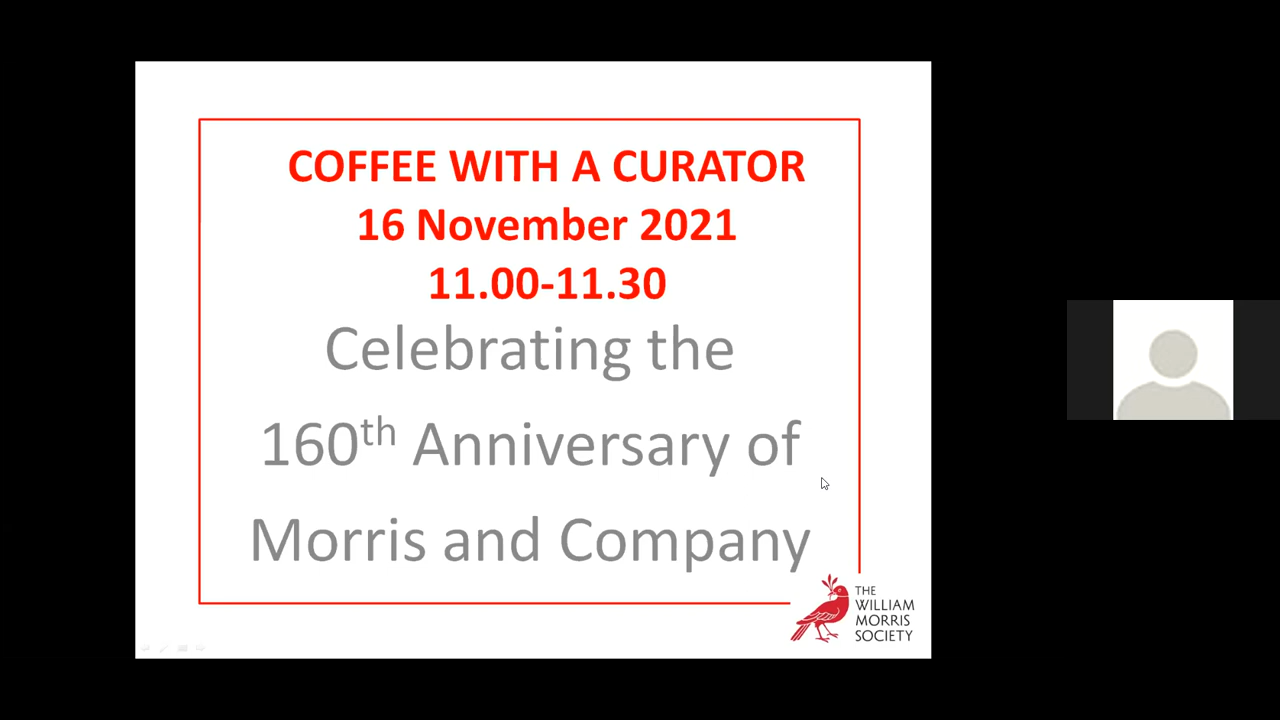 COFFEE WITH A CURATOR
16 November 2021
11.00-11.30
Celebrating the
160th Anniversary of
Morris and Company
THE
WILLIAM
MORRIS
SOCIETY